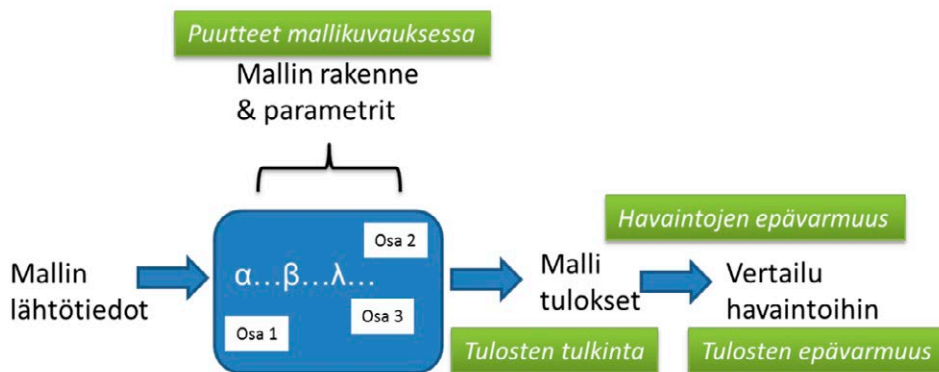 Puutteet mallikuvauksessa
Mallin rakenne
& parametrit
Havaintojen epävarmuus
Osa 2
Mallin
lähtötiedot
α...β...λ...
Malli
tulokset
Vertailu
havaintoihin
Osa 3
Osa 1
Tulosten tulkinta
Tulosten epävarmuus